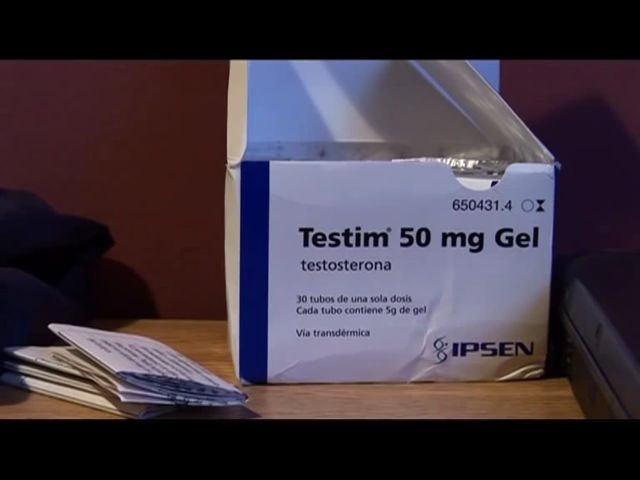 650431.4
Testim® 50 mg Gel
testosterona
30 tubos de una sola dosis
Cada tubo contiene 5g de gel
Vía transdérmica
IPSEN